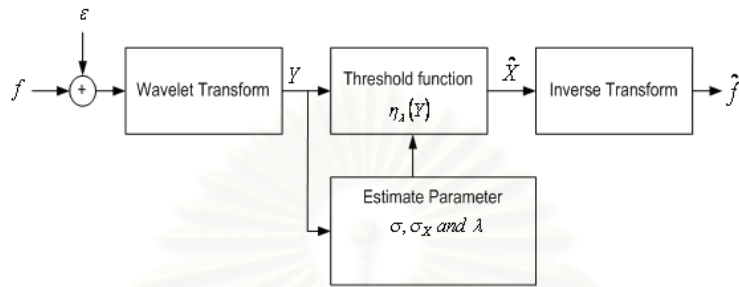 ε
f
+
Wavelet Transform
Y
Threshold function
η_λ(Y)
X̂
Inverse Transform
f̂
Estimate Parameter
σ, σ_X and λ